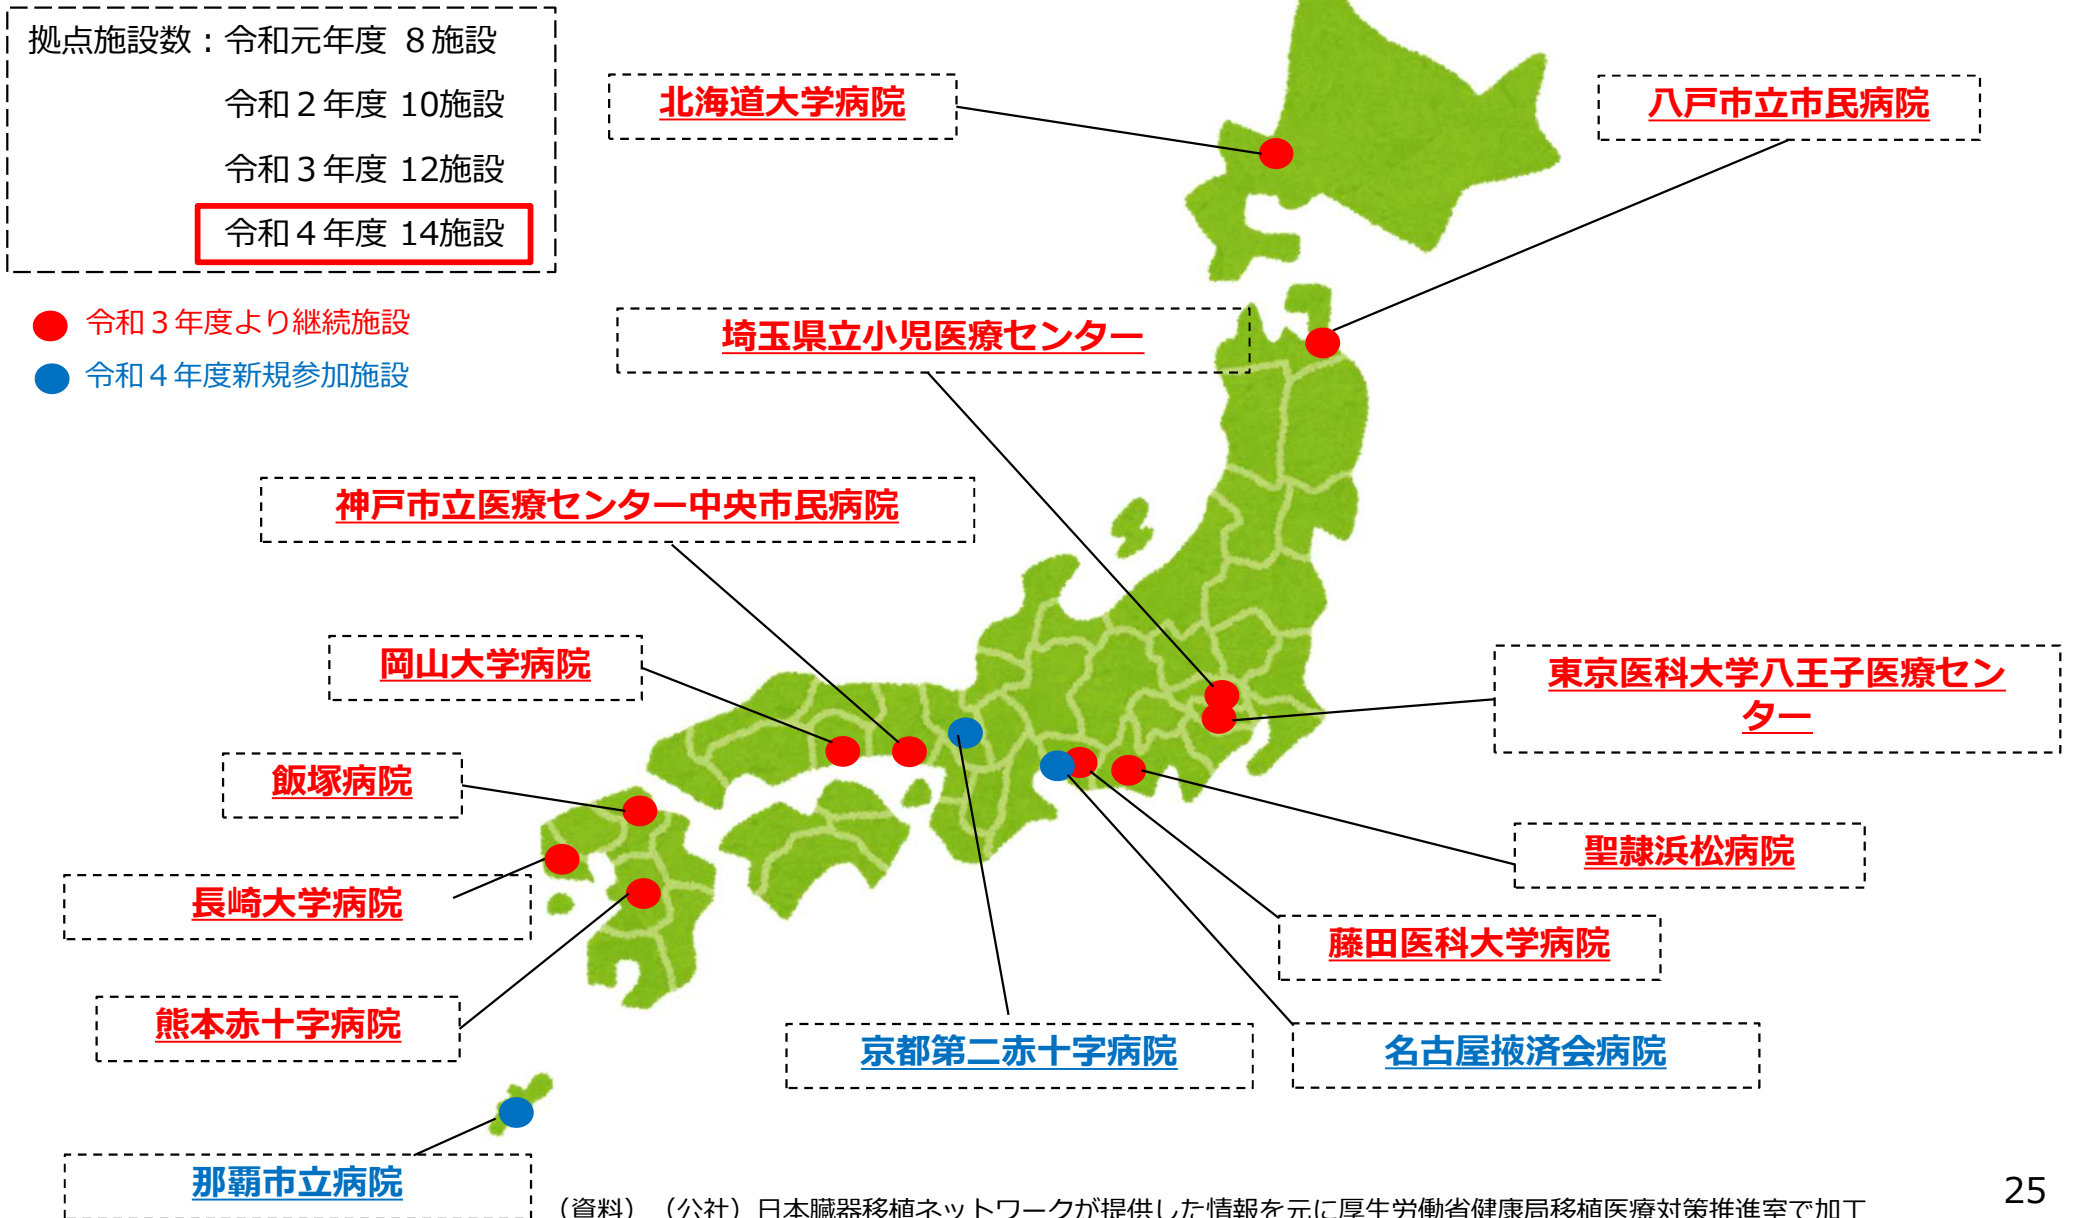 拠点施設数：令和元年度 ８施設
令和２年度 10施設
令和３年度 12施設
令和４年度 14施設
令和３年度より継続施設
令和４年度新規参加施設
北海道大学病院
八戸市立市民病院
埼玉県立小児医療センター
神戸市立医療センター中央市民病院
岡山大学病院
東京医科大学八王子医療セン
ター
飯塚病院
聖隷浜松病院
長崎大学病院
藤田医科大学病院
熊本赤十字病院
京都第二赤十字病院
名古屋掖済会病院
那覇市立病院
（資料）（公社）日本臓器移植ネットワークが提供した情報を元に厚生労働省健康局移植医療対策推進室で加工
25